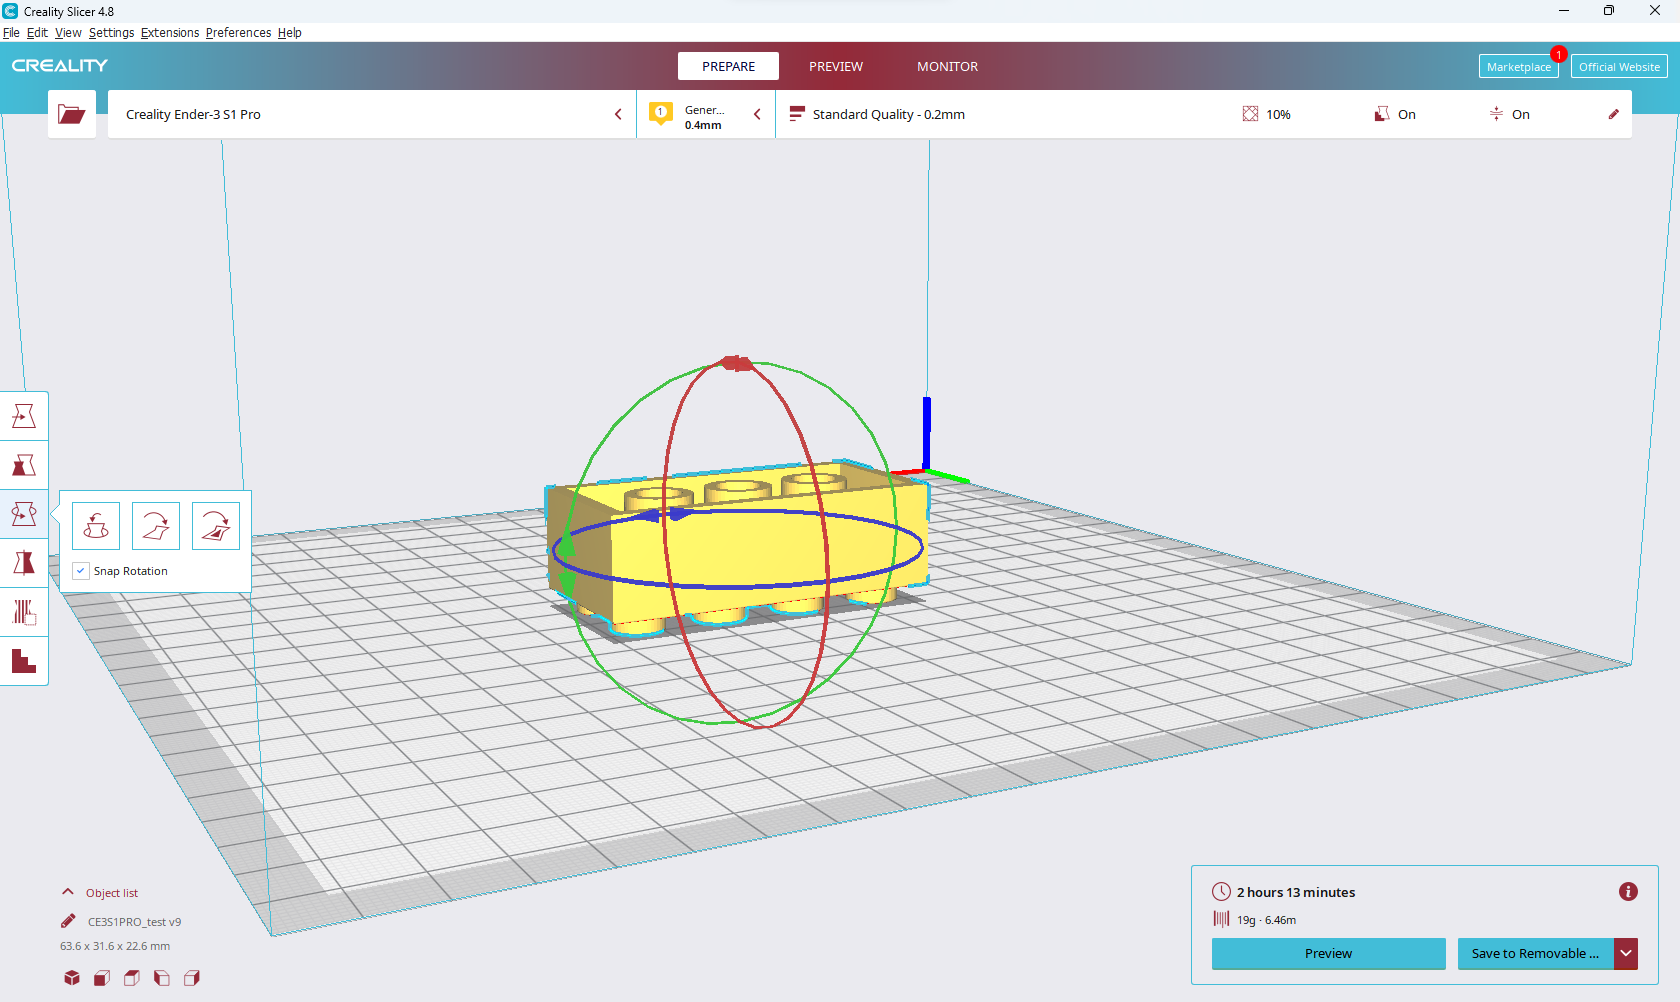 Creality Slicer 4.8
File Edit View Settings Extensions Preferences Help
CREALITY
PREPARE
PREVIEW
MONITOR
Marketplace
1
Official Website
Creality Ender-3 S1 Pro
1
Gener...
0.4mm
Standard Quality - 0.2mm
10%
On
On
Snap Rotation
Object list
CE3S1PRO_test v9
63.6 x 31.6 x 22.6 mm
2 hours 13 minutes
19g · 6.46m
Preview
Save to Removable ...